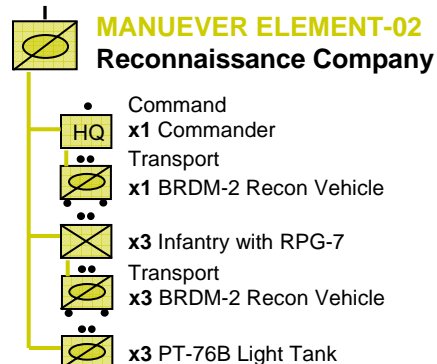 MANUEVER ELEMENT-02
Reconnaissance Company
Command
HQ x1 Commander
Transport
x1 BRDM-2 Recon Vehicle
x3 Infantry with RPG-7
Transport
x3 BRDM-2 Recon Vehicle
x3 PT-76B Light Tank